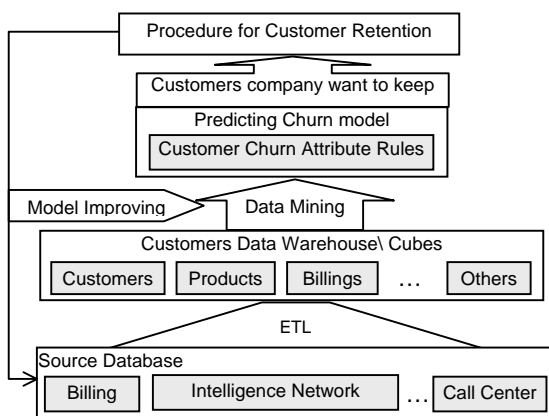 Procedure for Customer Retention
Customers company want to keep
Predicting Churn model
Customer Churn Attribute Rules
Model Improving
Data Mining
Customers Data Warehouse\ Cubes
Customers
Products
Billings
…
Others
ETL
Source Database
Billing
Intelligence Network
…
Call Center